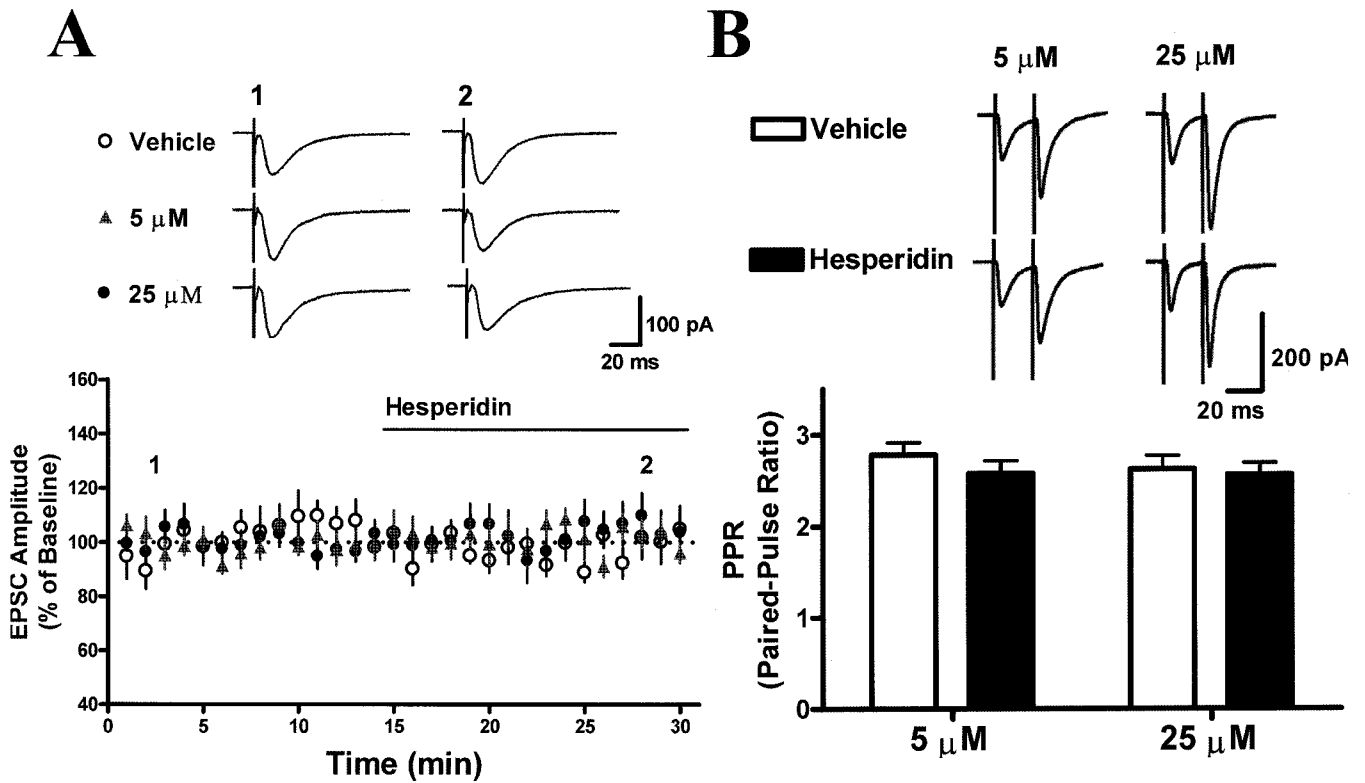 A
1 2
Vehicle
5 μM
25 μM
100 pA
20 ms
160
140
120
100
80
60
40
EPSC Amplitude
(% of Baseline)
Hesperidin
1 2
0 5 10 15 20 25 30
Time (min)
B
5 μM 25 μM
Vehicle
Hesperidin
200 pA
20 ms
3
2
1
0
PPR
(Paired-Pulse Ratio)
5 μM 25 μM